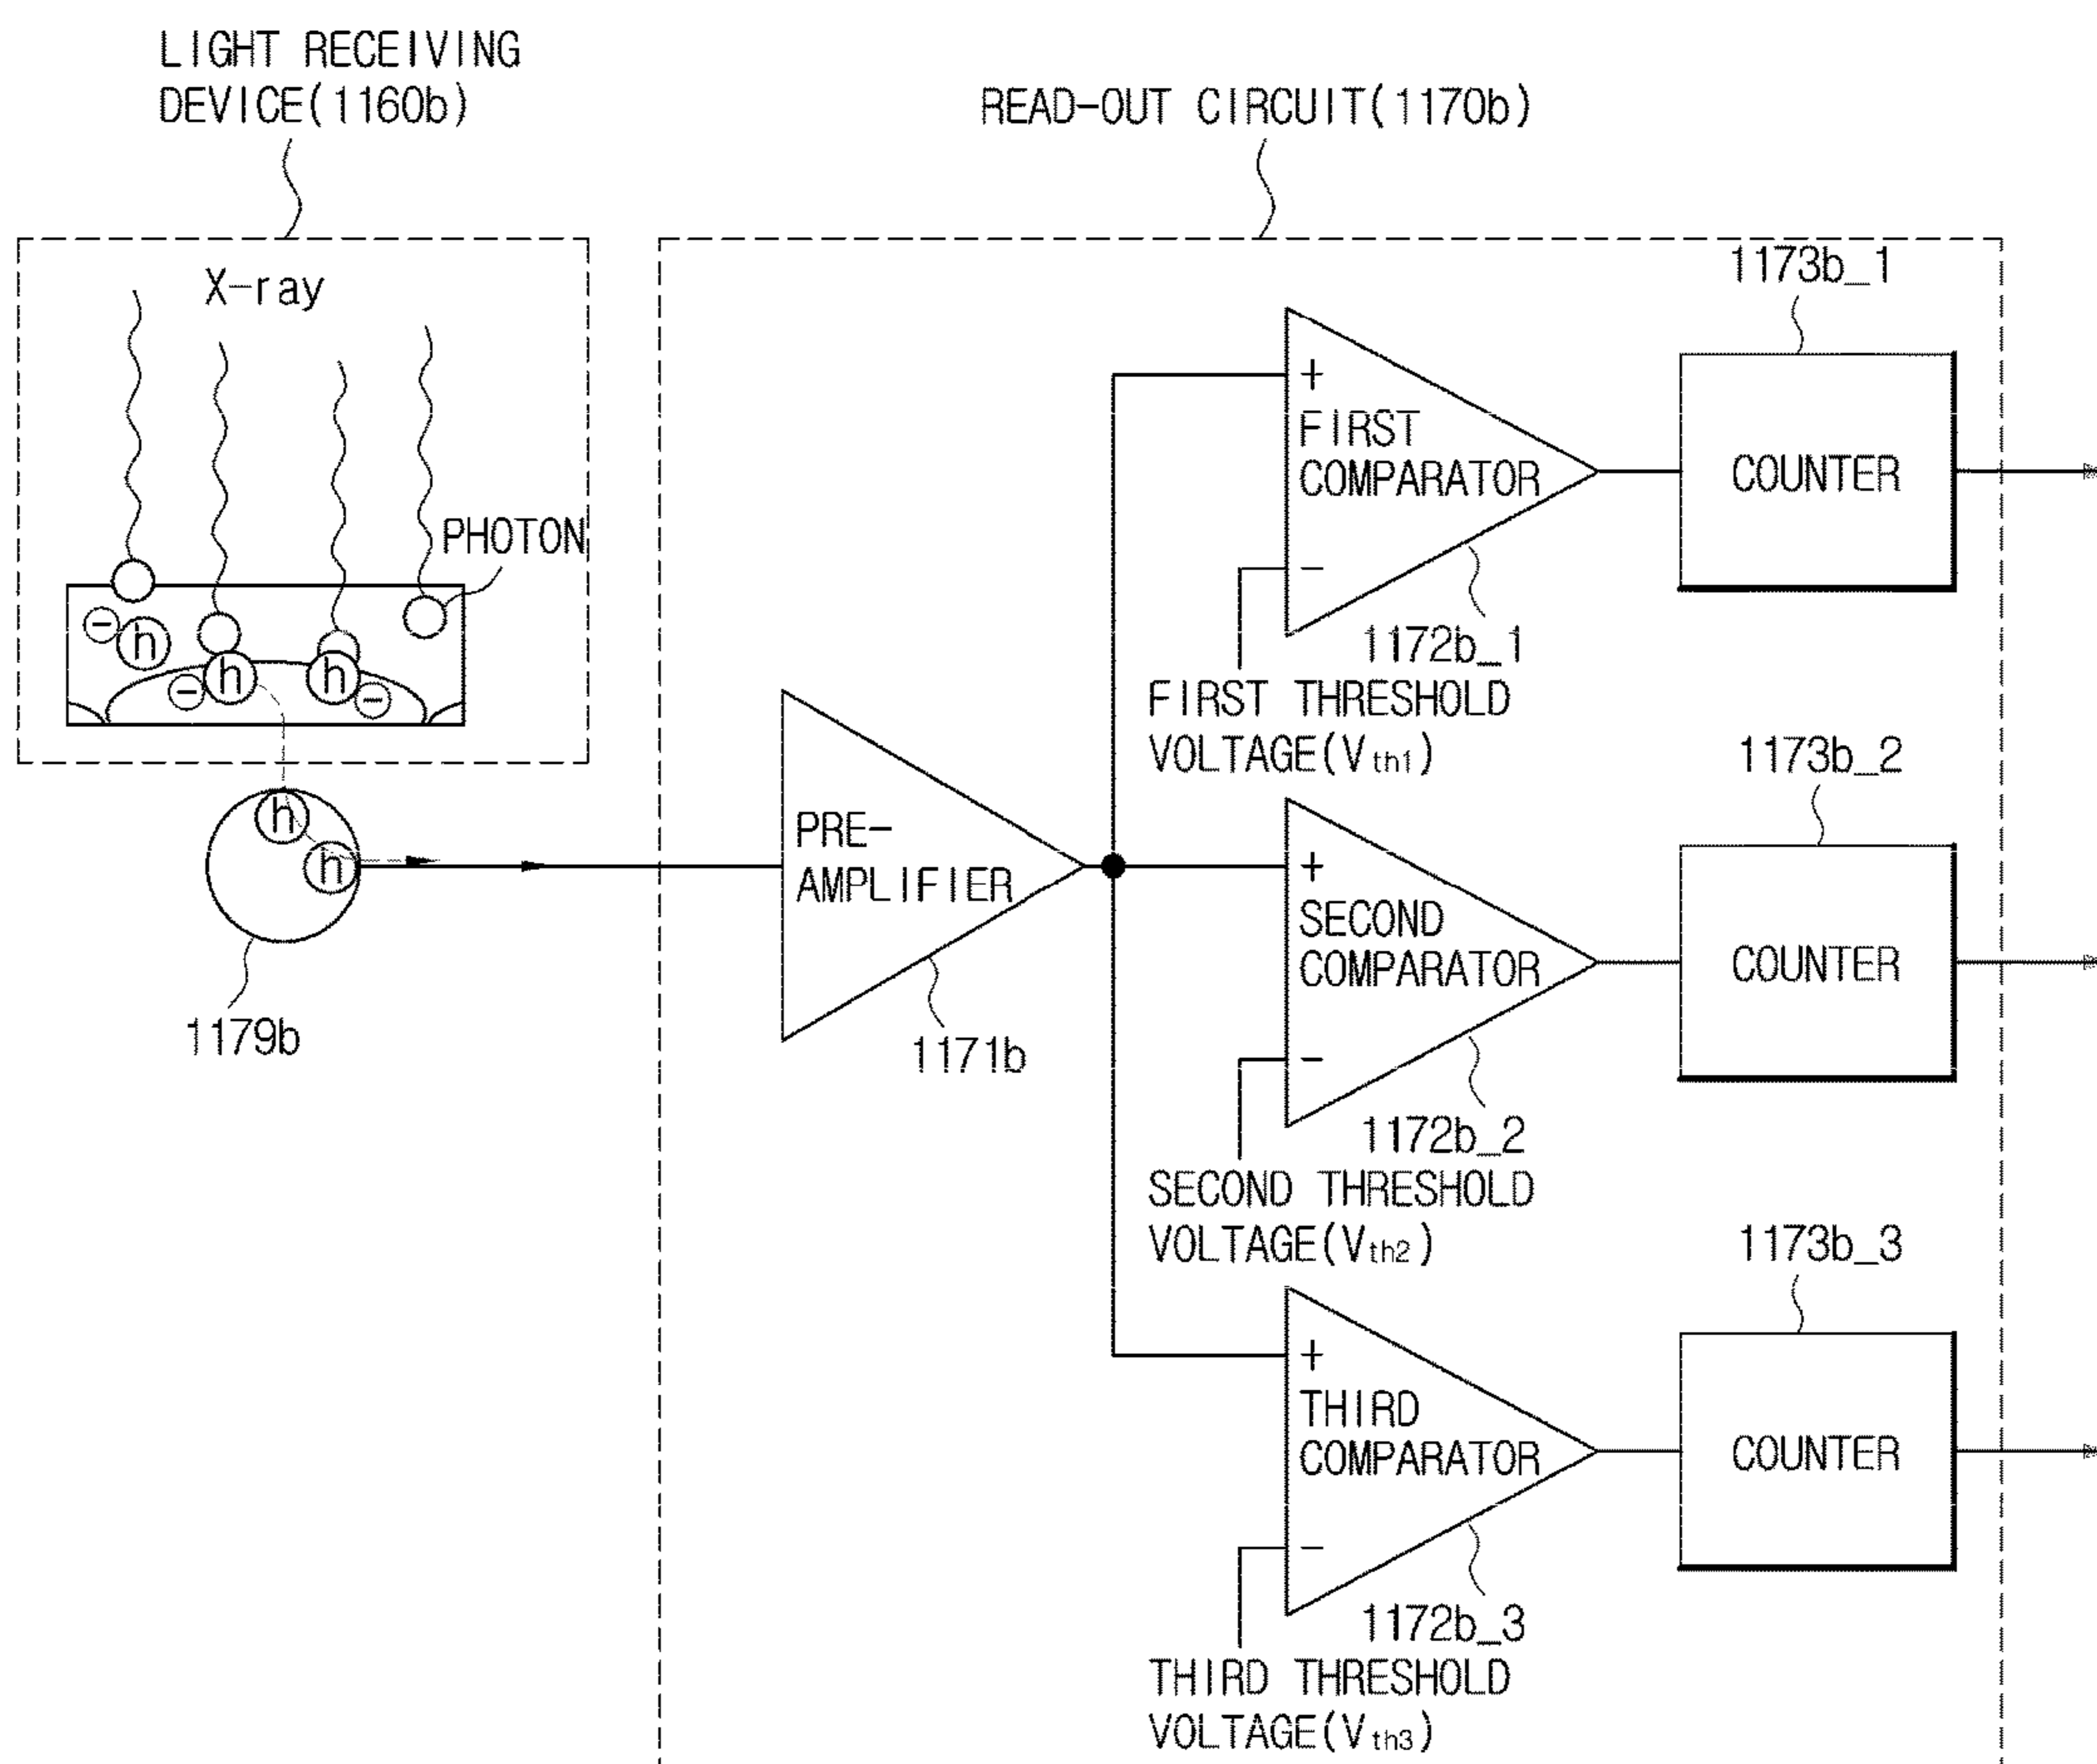 LIGHT RECEIVING
DEVICE(1160b)
READ-OUT CIRCUIT(1170b)
X-ray
PHOTON
-
h
h
-
h
-
h
h
1179b
PRE-
AMPLIFIER
1171b
+
FIRST
COMPARATOR
-
1172b_1
FIRST THRESHOLD
VOLTAGE(Vth1)
1173b_1
COUNTER
+
SECOND
COMPARATOR
-
1172b_2
SECOND THRESHOLD
VOLTAGE(Vth2)
1173b_2
COUNTER
+
THIRD
COMPARATOR
-
1172b_3
THIRD THRESHOLD
VOLTAGE(Vth3)
1173b_3
COUNTER